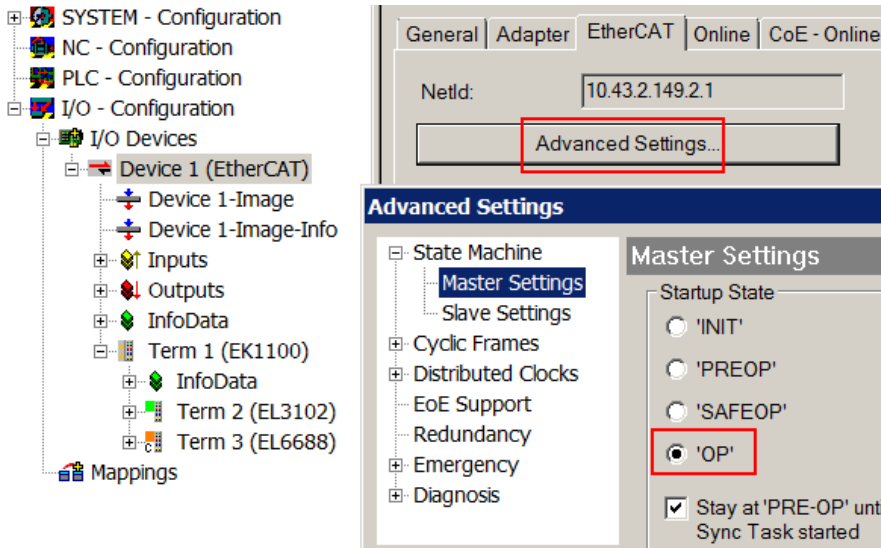 SYSTEM - Configuration
NC - Configuration
PLC - Configuration
I/O - Configuration
I/O Devices
Device 1 (EtherCAT)
Device 1-Image
Device 1-Image-Info
Inputs
Outputs
InfoData
Term 1 (EK1100)
InfoData
Term 2 (EL3102)
Term 3 (EL6688)
Mappings
General Adapter EtherCAT Online CoE - Online
NetId: 10.43.2.149.2.1
Advanced Settings...
Advanced Settings
State Machine
Master Settings
Slave Settings
Cyclic Frames
Distributed Clocks
EoE Support
Redundancy
Emergency
Diagnosis
Master Settings
Startup State
'INIT'
'PREOP'
'SAFEOP'
'OP'
Stay at 'PRE-OP' unt
Sync Task started